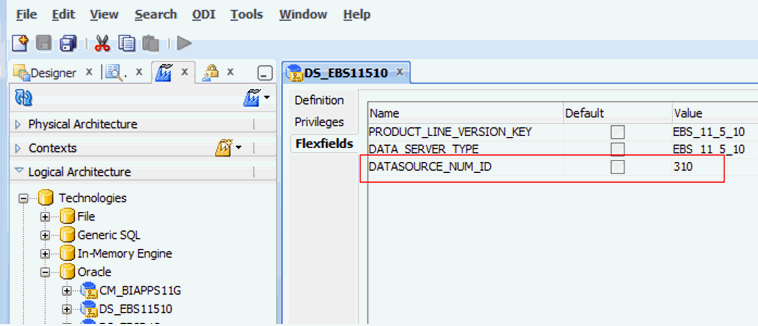 File Edit View Search ODI Tools Window Help
Designer
DS_EBS11510
Definition
Privileges
Flexfields
Name Default Value
PRODUCT_LINE_VERSION_KEY EBS_11_5_10
DATA_SERVER_TYPE EBS_11_5_10
DATASOURCE_NUM_ID 310
Physical Architecture
Contexts
Logical Architecture
Technologies
File
Generic SQL
In-Memory Engine
Oracle
CM_BIAPPS11G
DS_EBS11510